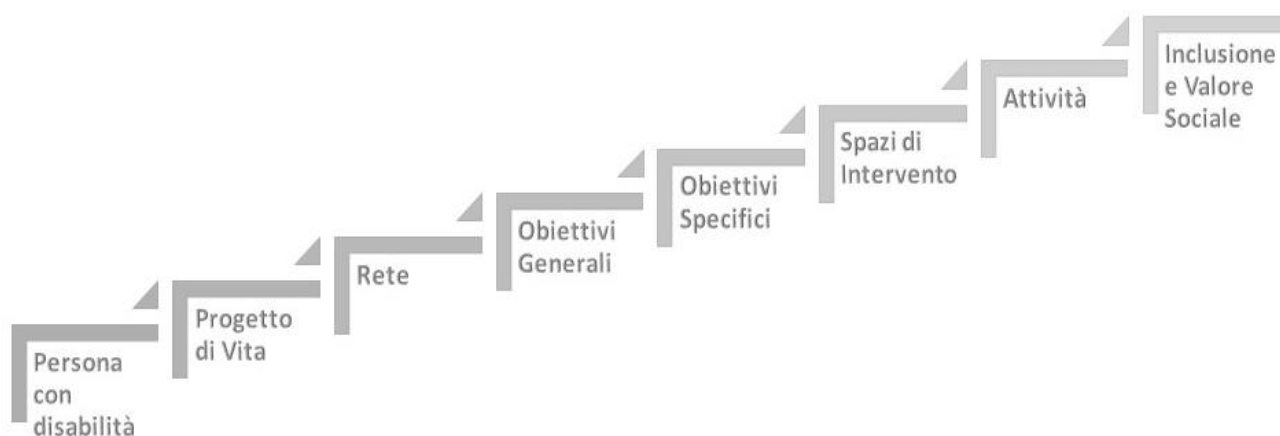 Persona
con
disabilità
Progetto
di Vita
Rete
Obiettivi
Generali
Obiettivi
Specifici
Spazi di
Intervento
Attività
Inclusione
e Valore
Sociale